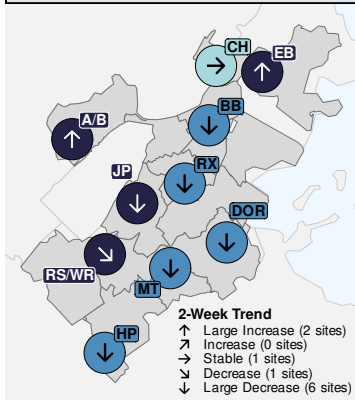 CH
EB
BB
A/B
RX
JP
DOR
RS/WR
MT
HP
2-Week Trend
↑ Large Increase (2 sites)
↗ Increase (0 sites)
→ Stable (1 sites)
↘ Decrease (1 sites)
↓ Large Decrease (6 sites)